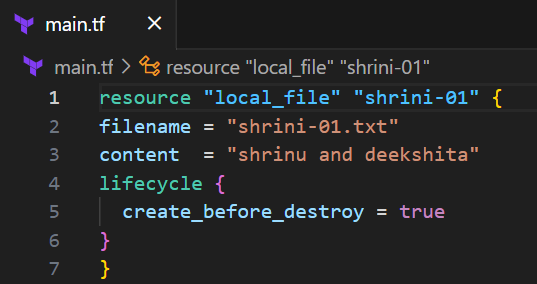 main.tf ×
main.tf > resource "local_file" "shrini-01"
1 resource "local_file" "shrini-01" {
2 filename = "shrini-01.txt"
3 content  = "shrinu and deekshita"
4 lifecycle {
5   create_before_destroy = true
6 }
7 }